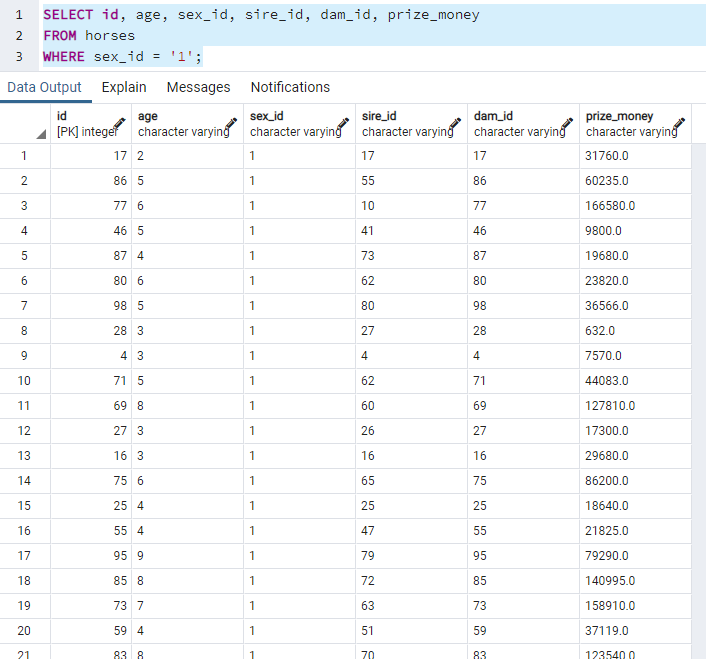 1 SELECT id, age, sex_id, sire_id, dam_id, prize_money
2 FROM horses
3 WHERE sex_id = '1';
Data Output Explain Messages Notifications
id age sex_id sire_id dam_id prize_money
[PK] integer character varying character varying character varying character varying character varying
1 17 2 1 17 17 31760.0
2 86 5 1 55 86 60235.0
3 77 6 1 10 77 166580.0
4 46 5 1 41 46 9800.0
5 87 4 1 73 87 19680.0
6 80 6 1 62 80 23820.0
7 98 5 1 80 98 36566.0
8 28 3 1 27 28 632.0
9 4 3 1 4 4 7570.0
10 71 5 1 62 71 44083.0
11 69 8 1 60 69 127810.0
12 27 3 1 26 27 17300.0
13 16 3 1 16 16 29680.0
14 75 6 1 65 75 86200.0
15 25 4 1 25 25 18640.0
16 55 4 1 47 55 21825.0
17 95 9 1 79 95 79290.0
18 85 8 1 72 85 140995.0
19 73 7 1 63 73 158910.0
20 59 4 1 51 59 37119.0
21 83 8 1 70 83 123540.0